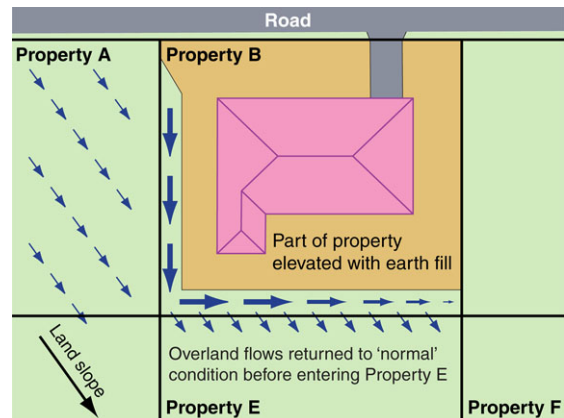 Road
Property A
Property B
Part of property
elevated with earth fill
Land slope
Overland flows returned to ‘normal’
condition before entering Property E
Property E
Property F